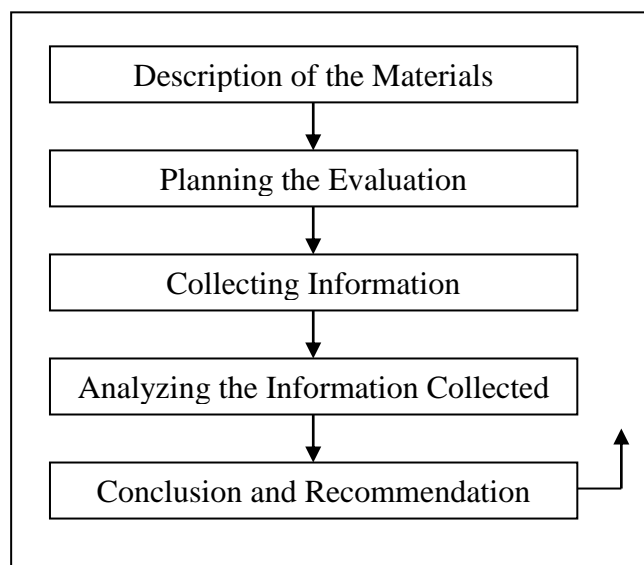 Description of the Materials
Planning the Evaluation
Collecting Information
Analyzing the Information Collected
Conclusion and Recommendation